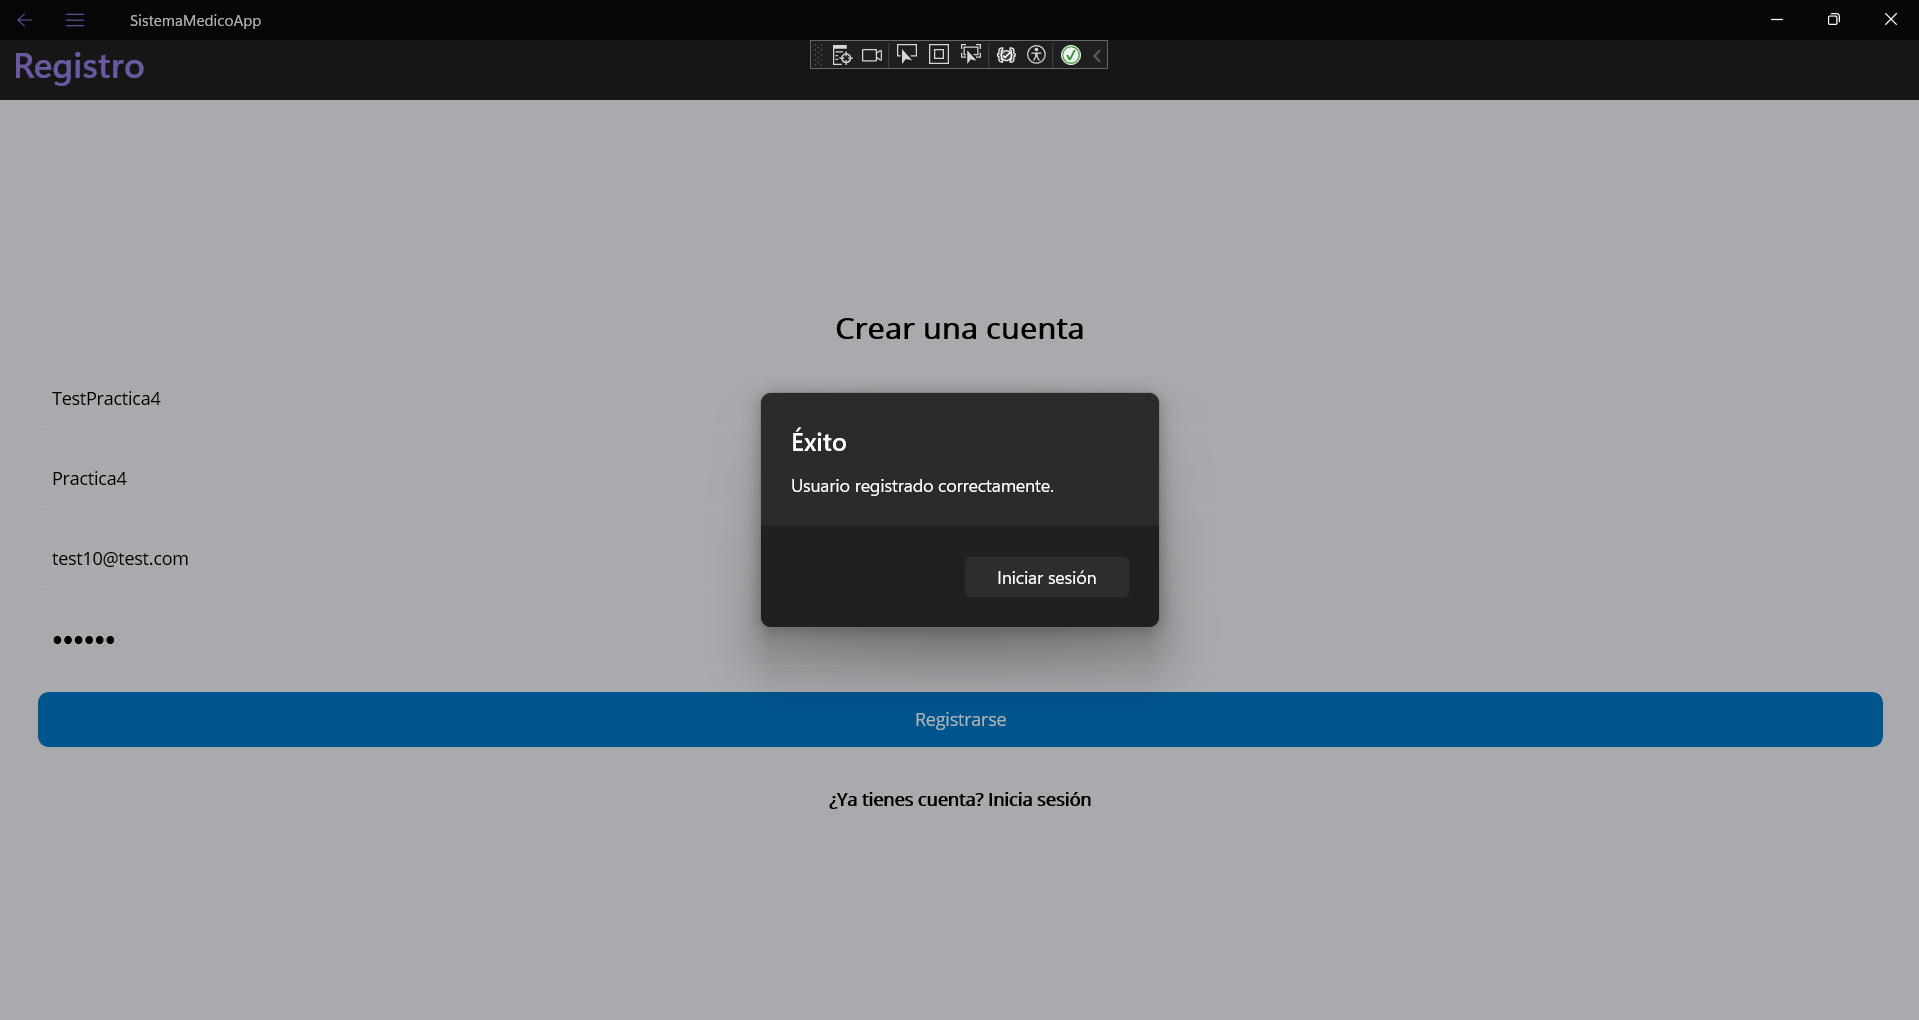 SistemaMedicoApp
Registro
Crear una cuenta
TestPractica4
Practica4
test10@test.com
••••••
Éxito
Usuario registrado correctamente.
Iniciar sesión
Registrarse
¿Ya tienes cuenta? Inicia sesión